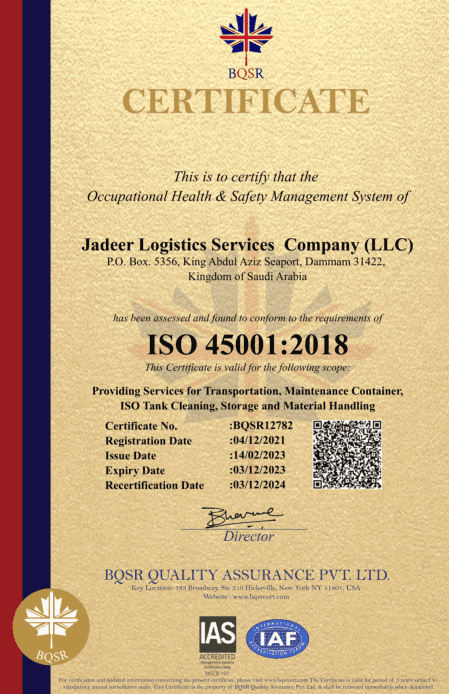 BQSR
CERTIFICATE
This is to certify that the
Occupational Health & Safety Management System of
Jadeer Logistics Services Company (LLC)
P.O. Box. 5356, King Abdul Aziz Seaport, Dammam 31422,
Kingdom of Saudi Arabia
has been assessed and found to conform to the requirements of
ISO 45001:2018
This Certificate is valid for the following scope:
Providing Services for Transportation, Maintenance Container,
ISO Tank Cleaning, Storage and Material Handling
Certificate No. :BQSR12782
Registration Date :04/12/2021
Issue Date :14/02/2023
Expiry Date :03/12/2023
Recertification Date :03/12/2024
Director
BQSR QUALITY ASSURANCE PVT. LTD.
Key Location: 183 Broadway, Ste 210 Hicksville, New York NY 11801, USA
Website : www.bqsrcert.com
BQSR
IAS
ACCREDITED
Management Systems
Certification Body
MSCB 192
INTERNATIONAL
IAF
ACCREDITATION FORUM
For verification and updated information concerning the present certificate, please visit www.bqsrcert.com The Certificate is valid for period of 3 years subject to
satisfactory annual surveillance audit. This Certificate is the property of BQSR Quality Assurance Pvt. Ltd. & shall be returned immediately when demanded.